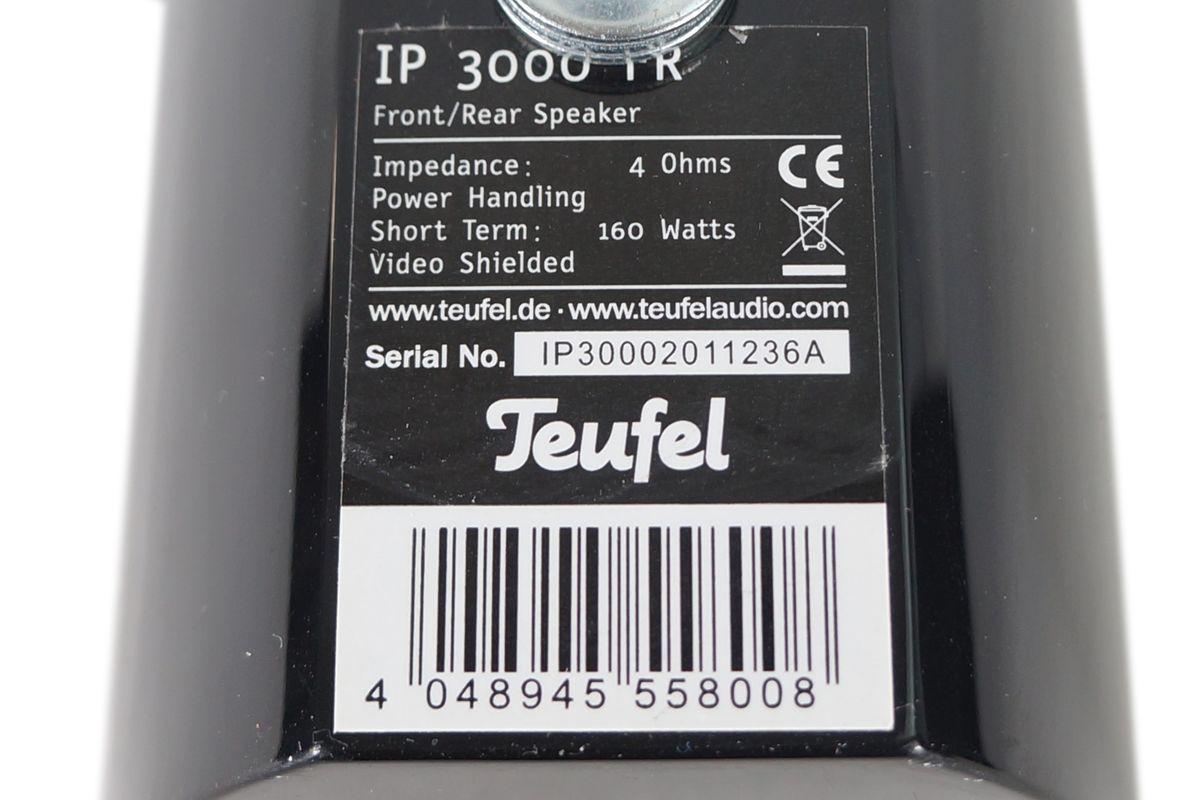 IP 3000 FR
Front/Rear Speaker
Impedance: 4 Ohms
Power Handling
Short Term: 160 Watts
Video Shielded
CE
www.teufel.de · www.teufelaudio.com
Serial No. IP30002011236A
Teufel
4 048945 558008